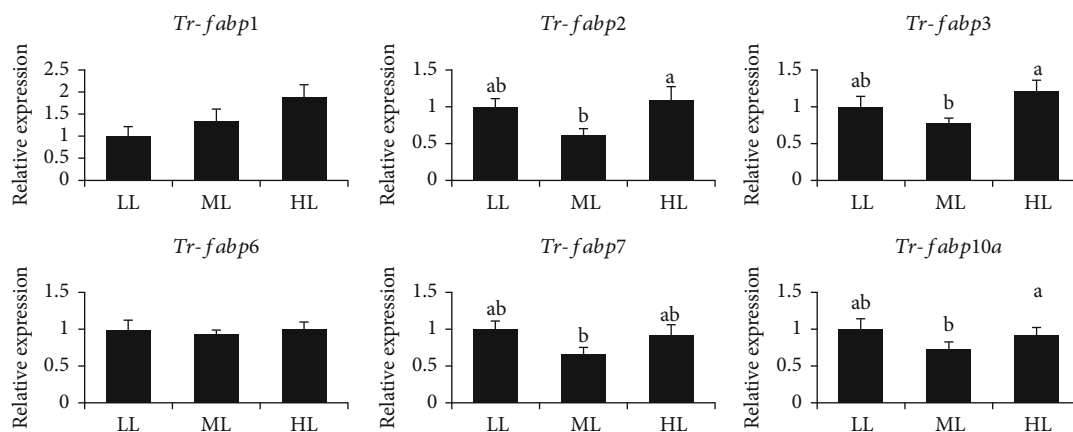 Tr-fabp1
Relative expression
2.5
2
1.5
1
0.5
0
LL ML HL
Tr-fabp2
Relative expression
1.5
1
0.5
0
ab b a
LL ML HL
Tr-fabp3
Relative expression
1.5
1
0.5
0
ab b a
LL ML HL
Tr-fabp6
Relative expression
1.5
1
0.5
0
LL ML HL
Tr-fabp7
Relative expression
1.5
1
0.5
0
ab b ab
LL ML HL
Tr-fabp10a
Relative expression
1.5
1
0.5
0
ab b a
LL ML HL